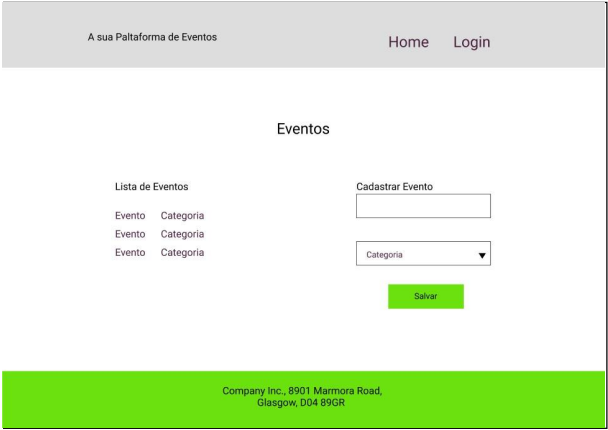 A sua Paltaforma de Eventos
Home Login
Eventos
Lista de Eventos
Evento Categoria
Evento Categoria
Evento Categoria
Cadastrar Evento
Categoria
Salvar
Company Inc., 8901 Marmora Road,
Glasgow, D04 89GR